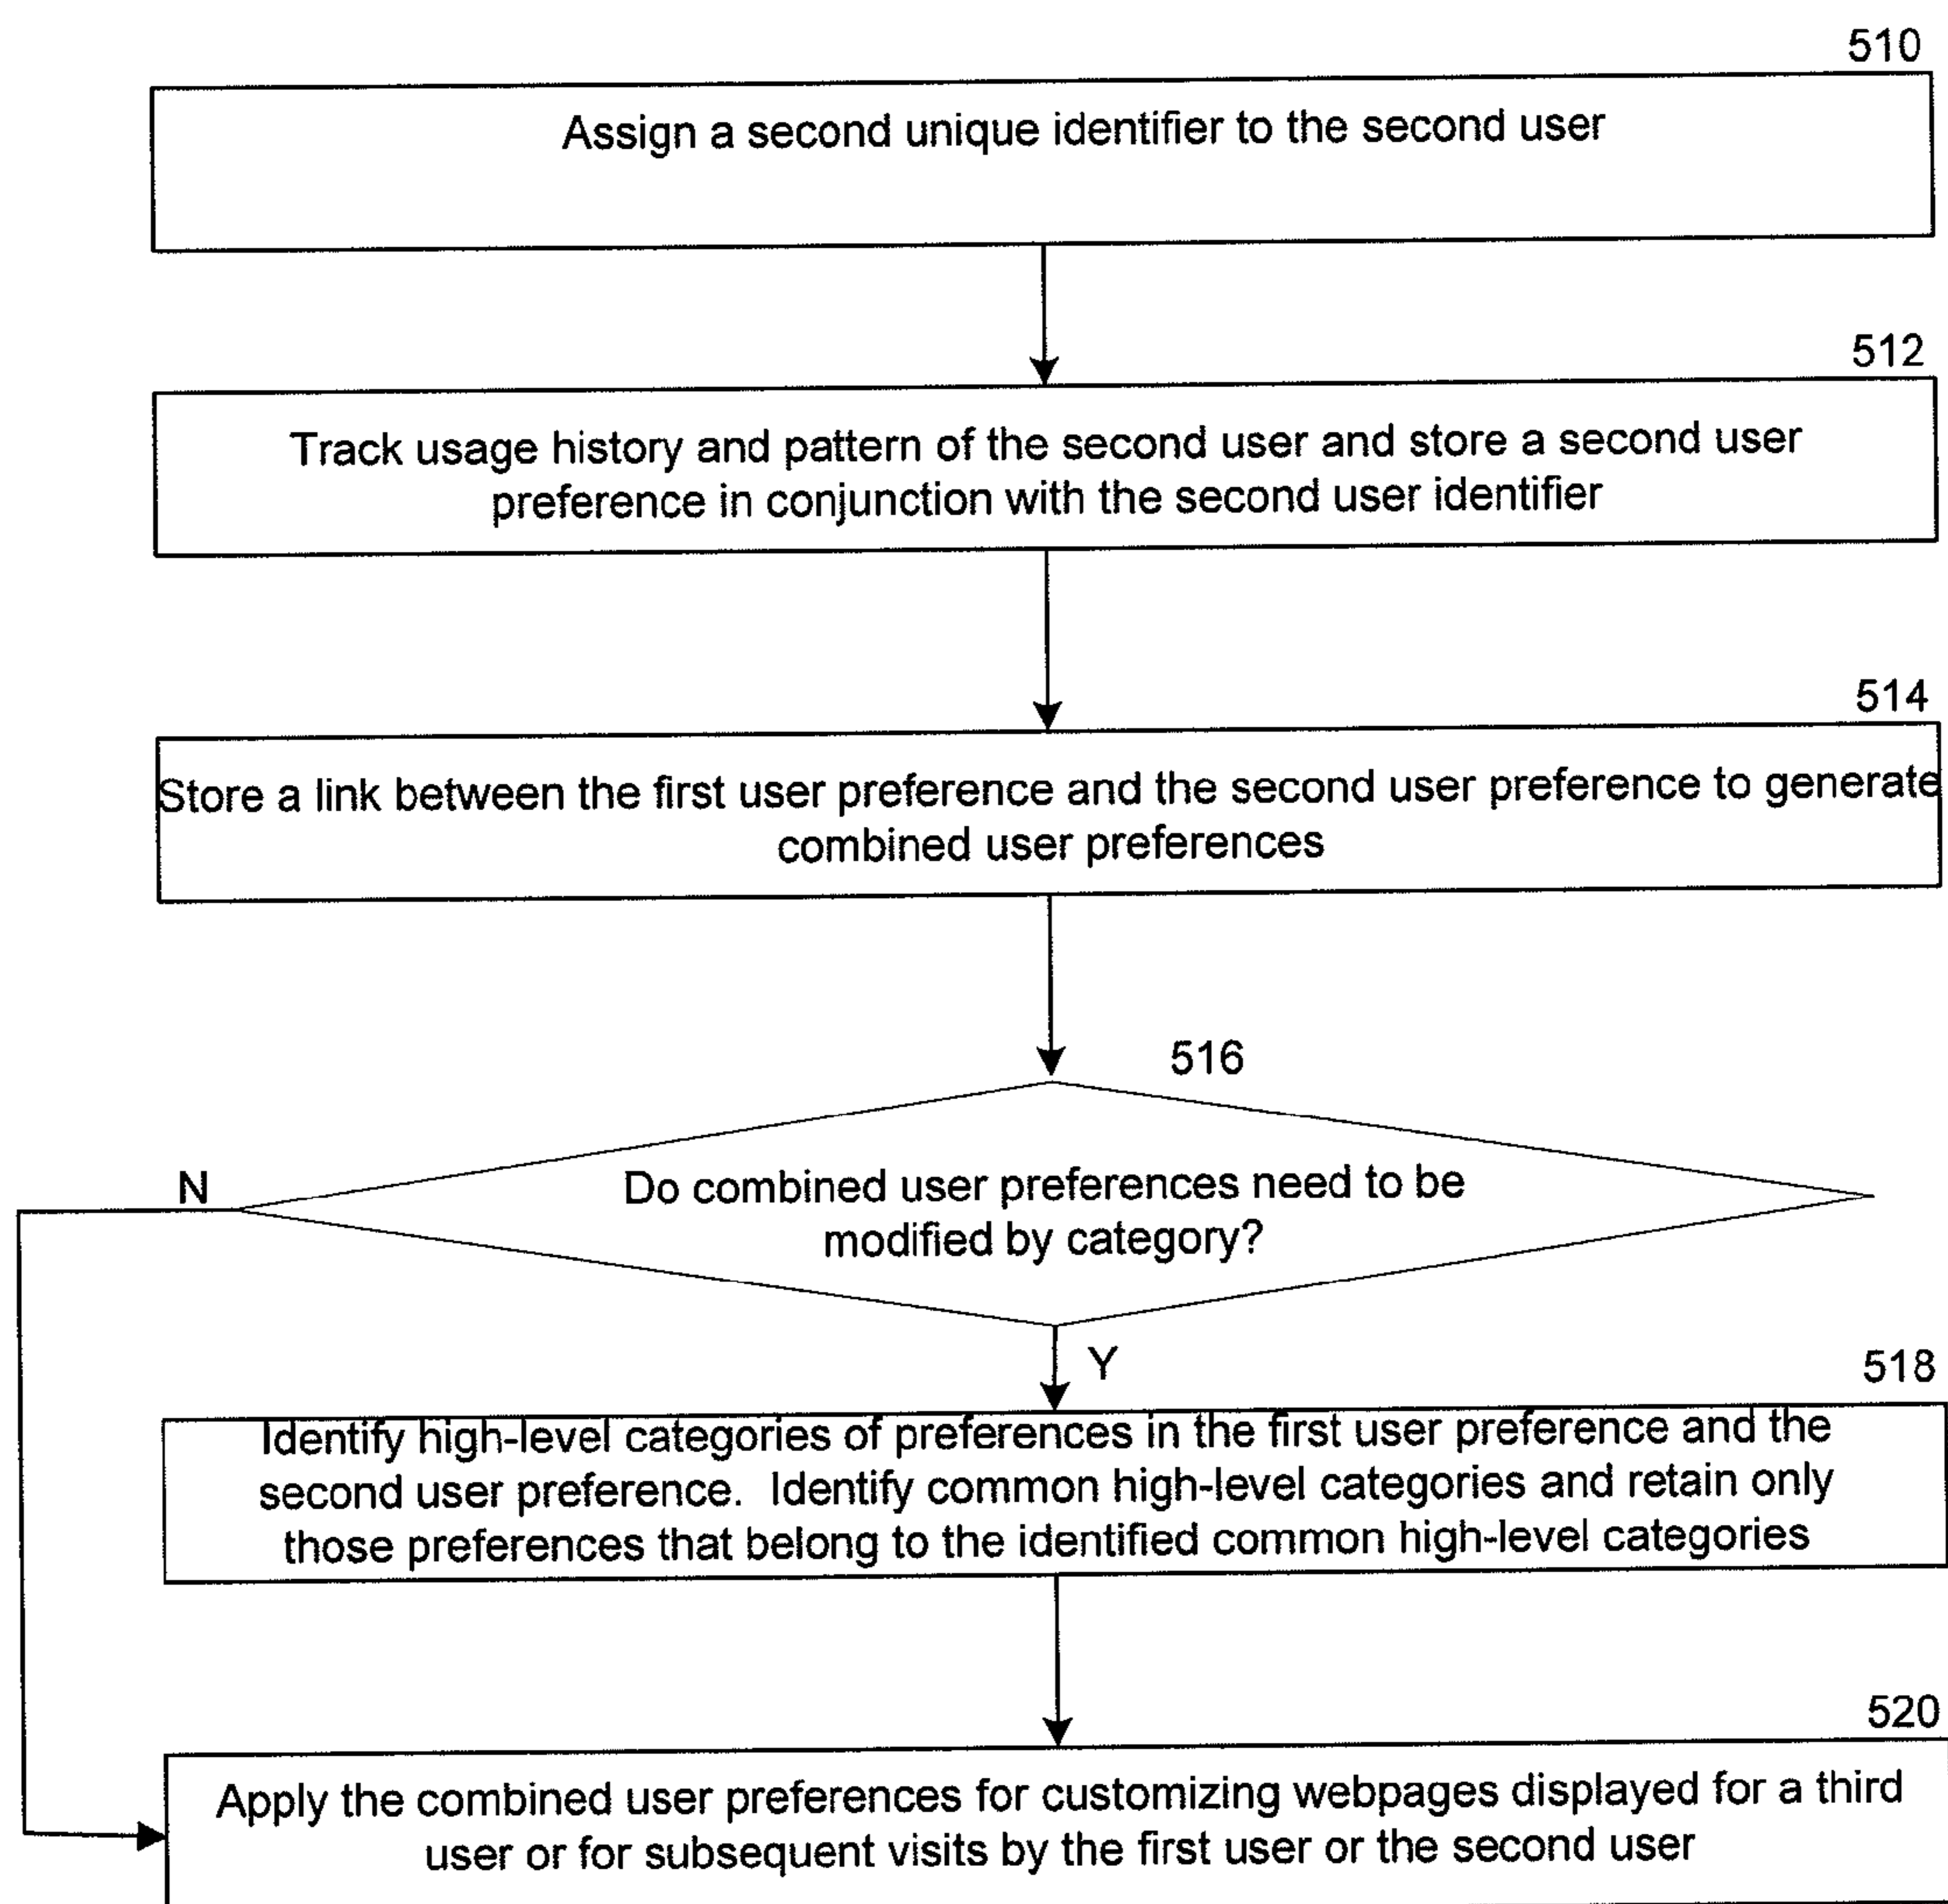 510
Assign a second unique identifier to the second user
512
Track usage history and pattern of the second user and store a second user
preference in conjunction with the second user identifier
514
Store a link between the first user preference and the second user preference to generate
combined user preferences
516
N
Do combined user preferences need to be
modified by category?
Y
518
Identify high-level categories of preferences in the first user preference and the
second user preference. Identify common high-level categories and retain only
those preferences that belong to the identified common high-level categories
520
Apply the combined user preferences for customizing webpages displayed for a third
user or for subsequent visits by the first user or the second user